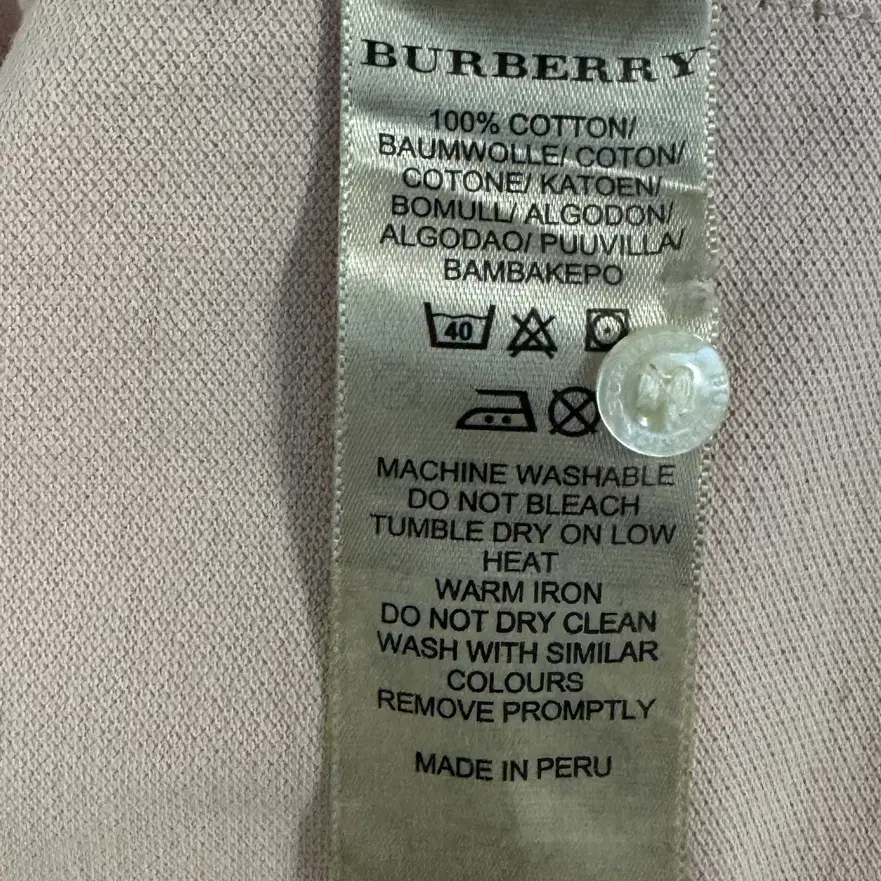 BURBERRY
100% COTTON/
BAUMWOLLE/ COTON/
COTONE/ KATOEN/
BOMULL/ ALGODON/
ALGODAO/ PUUVILLA/
BAMBAKEPO
40
MACHINE WASHABLE
DO NOT BLEACH
TUMBLE DRY ON LOW
HEAT
WARM IRON
DO NOT DRY CLEAN
WASH WITH SIMILAR
COLOURS
REMOVE PROMPTLY
MADE IN PERU